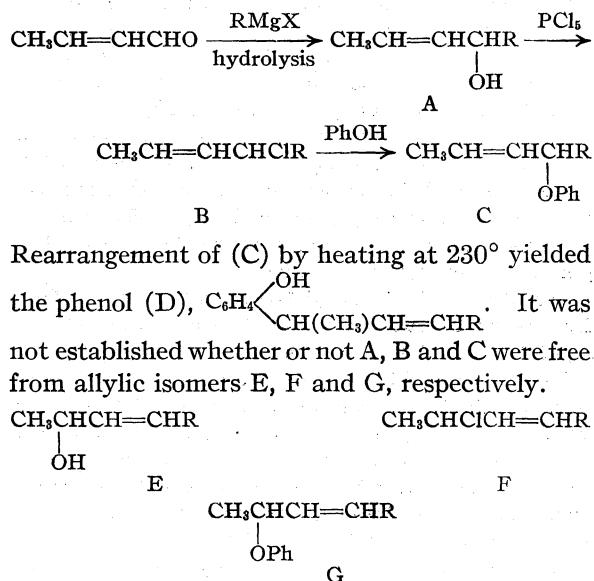 CH₃CH=CHCHO RMgX hydrolysis CH₃CH=CHCHR PCl₅
OH
A
CH₃CH=CHCHClR PhOH CH₃CH=CHCHR
OPh
B C
Rearrangement of (C) by heating at 230° yielded
the phenol (D), C₆H₄ OH CH(CH₃)CH=CHR. It was
not established whether or not A, B and C were free
from allylic isomers E, F and G, respectively.
CH₃CHCH=CHR CH₃CHClCH=CHR
OH
E F
CH₃CHCH=CHR
OPh
G